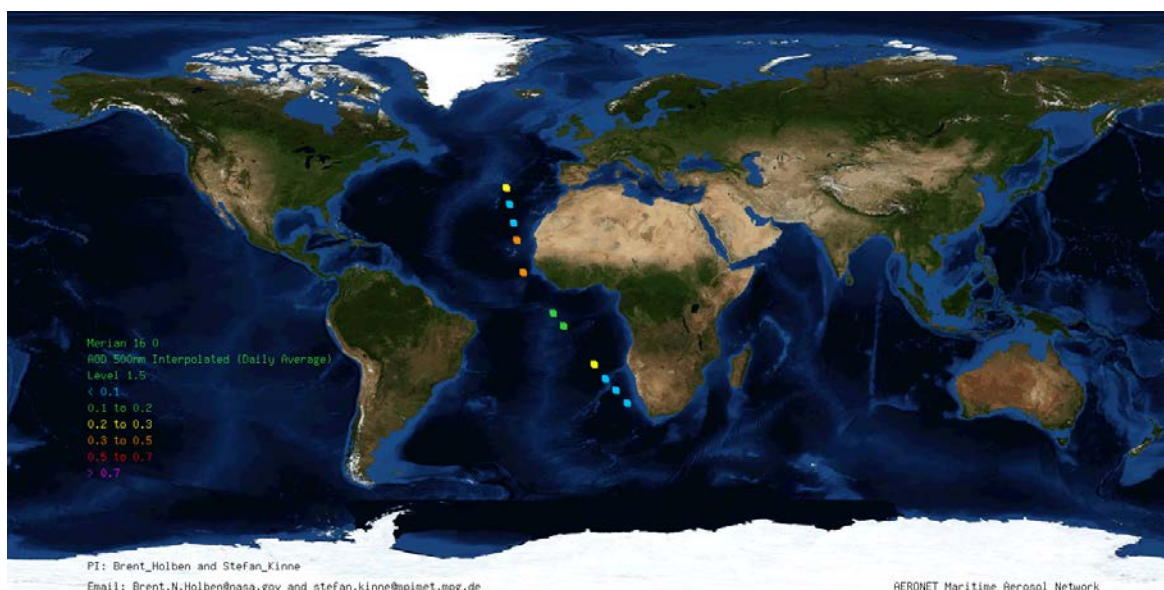 Merian 16 0
AOD 500nm Interpolated (Daily Average)
Level 1.5
< 0.1
0.1 to 0.2
0.2 to 0.3
0.3 to 0.5
0.5 to 0.7
> 0.7
PI: Brent_Holben and Stefan_Kinne
Email: Brent.N.Holben@nasa.gov and stefan.kinne@mpimet.mpg.de
AERONET Maritime Aerosol Network